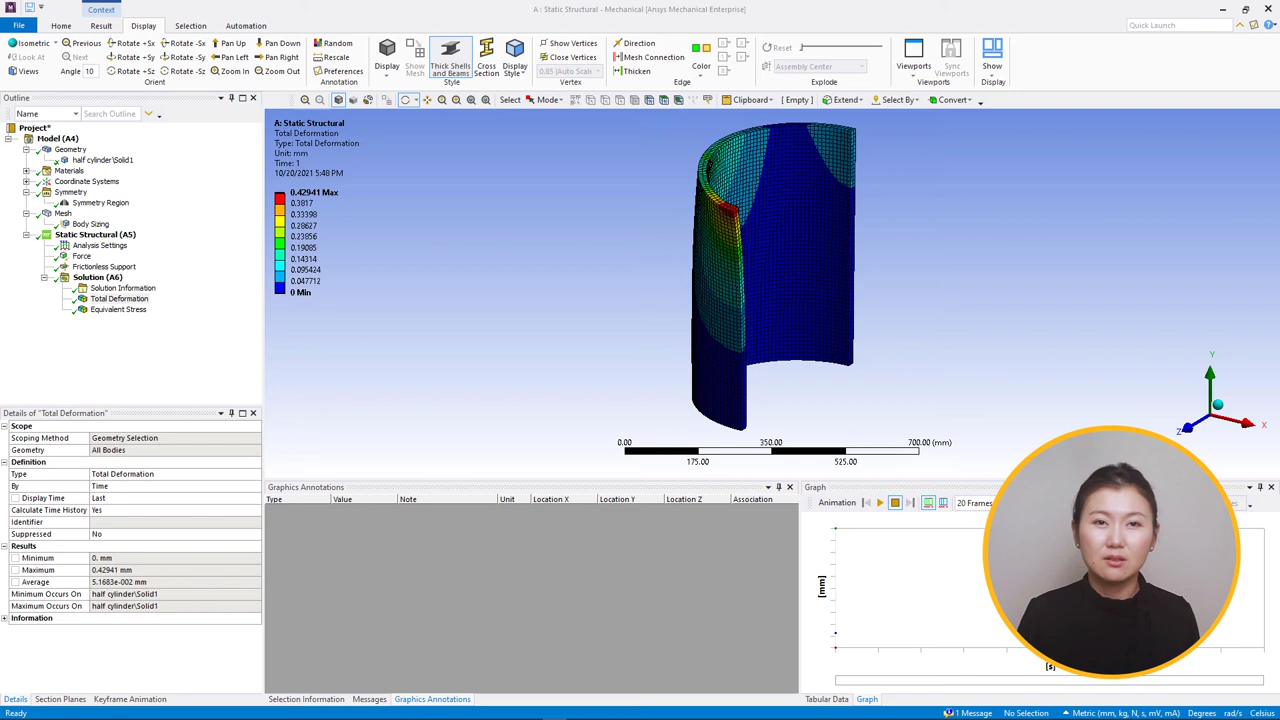 Context
A : Static Structural - Mechanical [Ansys Mechanical Enterprise]
File Home Result Display Selection Automation
Quick Launch
Isometric Previous Rotate +Sx Rotate -Sx Pan Up Pan Down
Look At Next Rotate +Sy Rotate -Sy Pan Left Pan Right
Views Angle 10 Rotate +Sz Rotate -Sz Zoom In Zoom Out
Orient
Random
Rescale
Preferences
Annotation
Display
Show
Mesh
Thick Shells
and Beams
Cross
Section
Display
Style
Style
Show Vertices
Close Vertices
0.85 (Auto Scale)
Vertex
Direction
Mesh Connection
Thicken
Color
Edge
Reset
Assembly Center
Explode
Viewports
Sync
Viewports
Viewports
Show
Display
Outline
Name Search Outline
Select Mode Clipboard [ Empty ] Extend Select By Convert
Project*
Model (A4)
Geometry
half cylinder\Solid1
Materials
Coordinate Systems
Symmetry
Symmetry Region
Mesh
Body Sizing
Static Structural (A5)
Analysis Settings
Force
Frictionless Support
Solution (A6)
Solution Information
Total Deformation
Equivalent Stress
A: Static Structural
Total Deformation
Type: Total Deformation
Unit: mm
Time: 1
10/20/2021 5:48 PM
0.42941 Max
0.3817
0.33398
0.28627
0.23856
0.19085
0.14314
0.095424
0.047712
0 Min
0.00 350.00 700.00 (mm)
175.00 525.00
Y
X
Z
Details of "Total Deformation"
Scope
Scoping Method Geometry Selection
Geometry All Bodies
Definition
Type Total Deformation
By Time
Display Time Last
Calculate Time History Yes
Identifier
Suppressed No
Results
Minimum 0. mm
Maximum 0.42941 mm
Average 5.1683e-002 mm
Minimum Occurs On half cylinder\Solid1
Maximum Occurs On half cylinder\Solid1
Information
Graphics Annotations
Type Value Note Unit Location X Location Y Location Z Association
Graph
Animation 20 Frames
[mm]
[s]
Details Section Planes Keyframe Animation
Selection Information Messages Graphics Annotations
Tabular Data Graph
Ready
1 Message No Selection Metric (mm, kg, N, s, mV, mA) Degrees rad/s Celsius